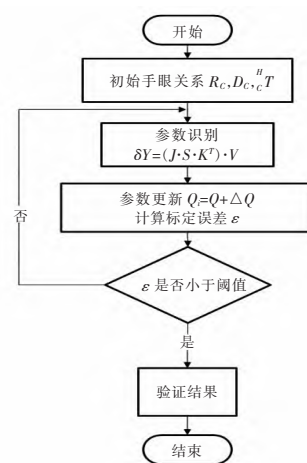 开始
初始手眼关系 R_C,D_C,^H_CT
参数识别
δY=(J·S·K^T)·V
参数更新 Q_i=Q+△Q
计算标定误差 ε
否
ε 是否小于阈值
是
验证结果
结束